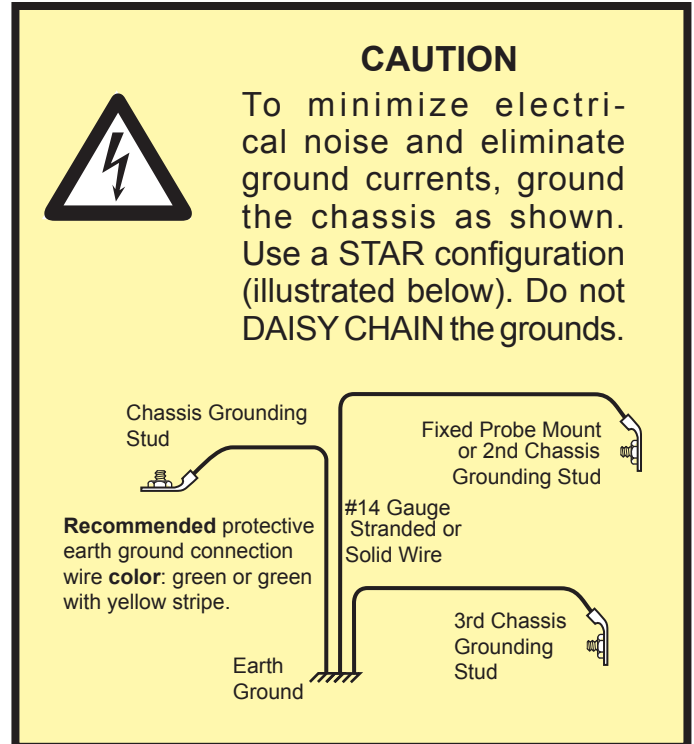 CAUTION
To minimize electri-
cal noise and eliminate
ground currents, ground
the chassis as shown.
Use a STAR configuration
(illustrated below). Do not
DAISY CHAIN the grounds.
Chassis Grounding
Stud
Fixed Probe Mount
or 2nd Chassis
Grounding Stud
Recommended protective
earth ground connection
wire color: green or green
with yellow stripe.
#14 Gauge
Stranded or
Solid Wire
3rd Chassis
Grounding
Stud
Earth
Ground